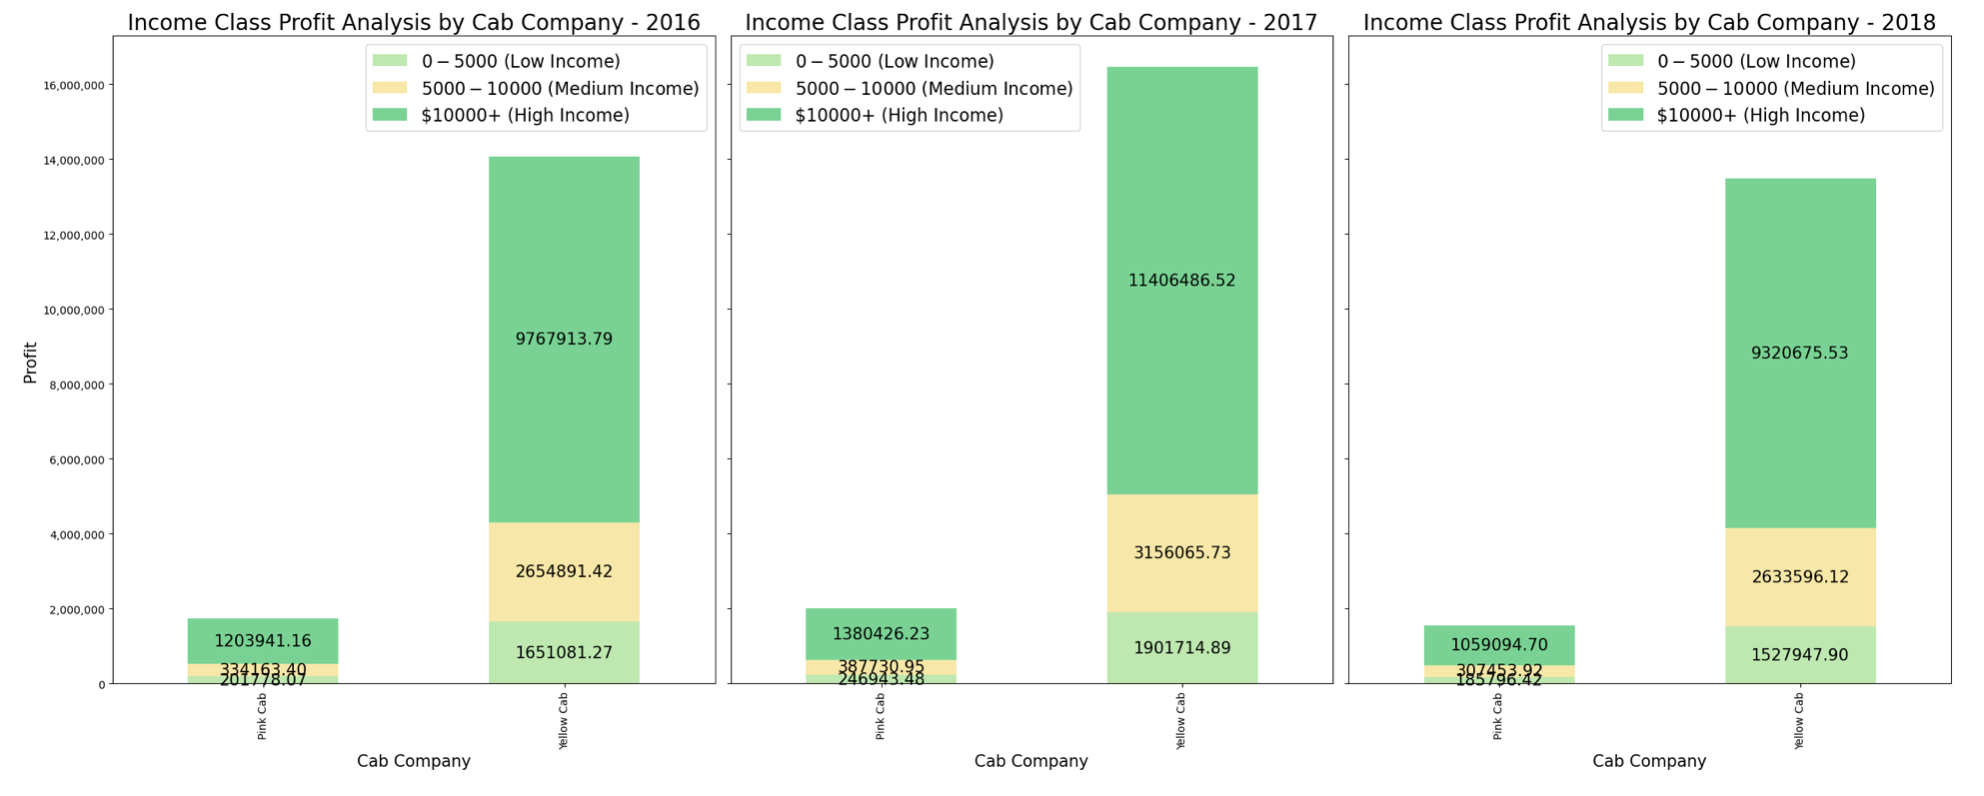 Income Class Profit Analysis by Cab Company - 2016
0 - 5000 (Low Income)
5000 - 10000 (Medium Income)
$10000+ (High Income)
16,000,000
14,000,000
12,000,000
10,000,000
8,000,000
6,000,000
4,000,000
2,000,000
0
Profit
9767913.79
2654891.42
1651081.27
1203941.16
334163.40
201778.07
Pink Cab
Yellow Cab
Cab Company
Income Class Profit Analysis by Cab Company - 2017
0 - 5000 (Low Income)
5000 - 10000 (Medium Income)
$10000+ (High Income)
11406486.52
3156065.73
1901714.89
1380426.23
387730.95
246943.48
Pink Cab
Yellow Cab
Cab Company
Income Class Profit Analysis by Cab Company - 2018
0 - 5000 (Low Income)
5000 - 10000 (Medium Income)
$10000+ (High Income)
9320675.53
2633596.12
1527947.90
1059094.70
307453.92
185796.42
Pink Cab
Yellow Cab
Cab Company